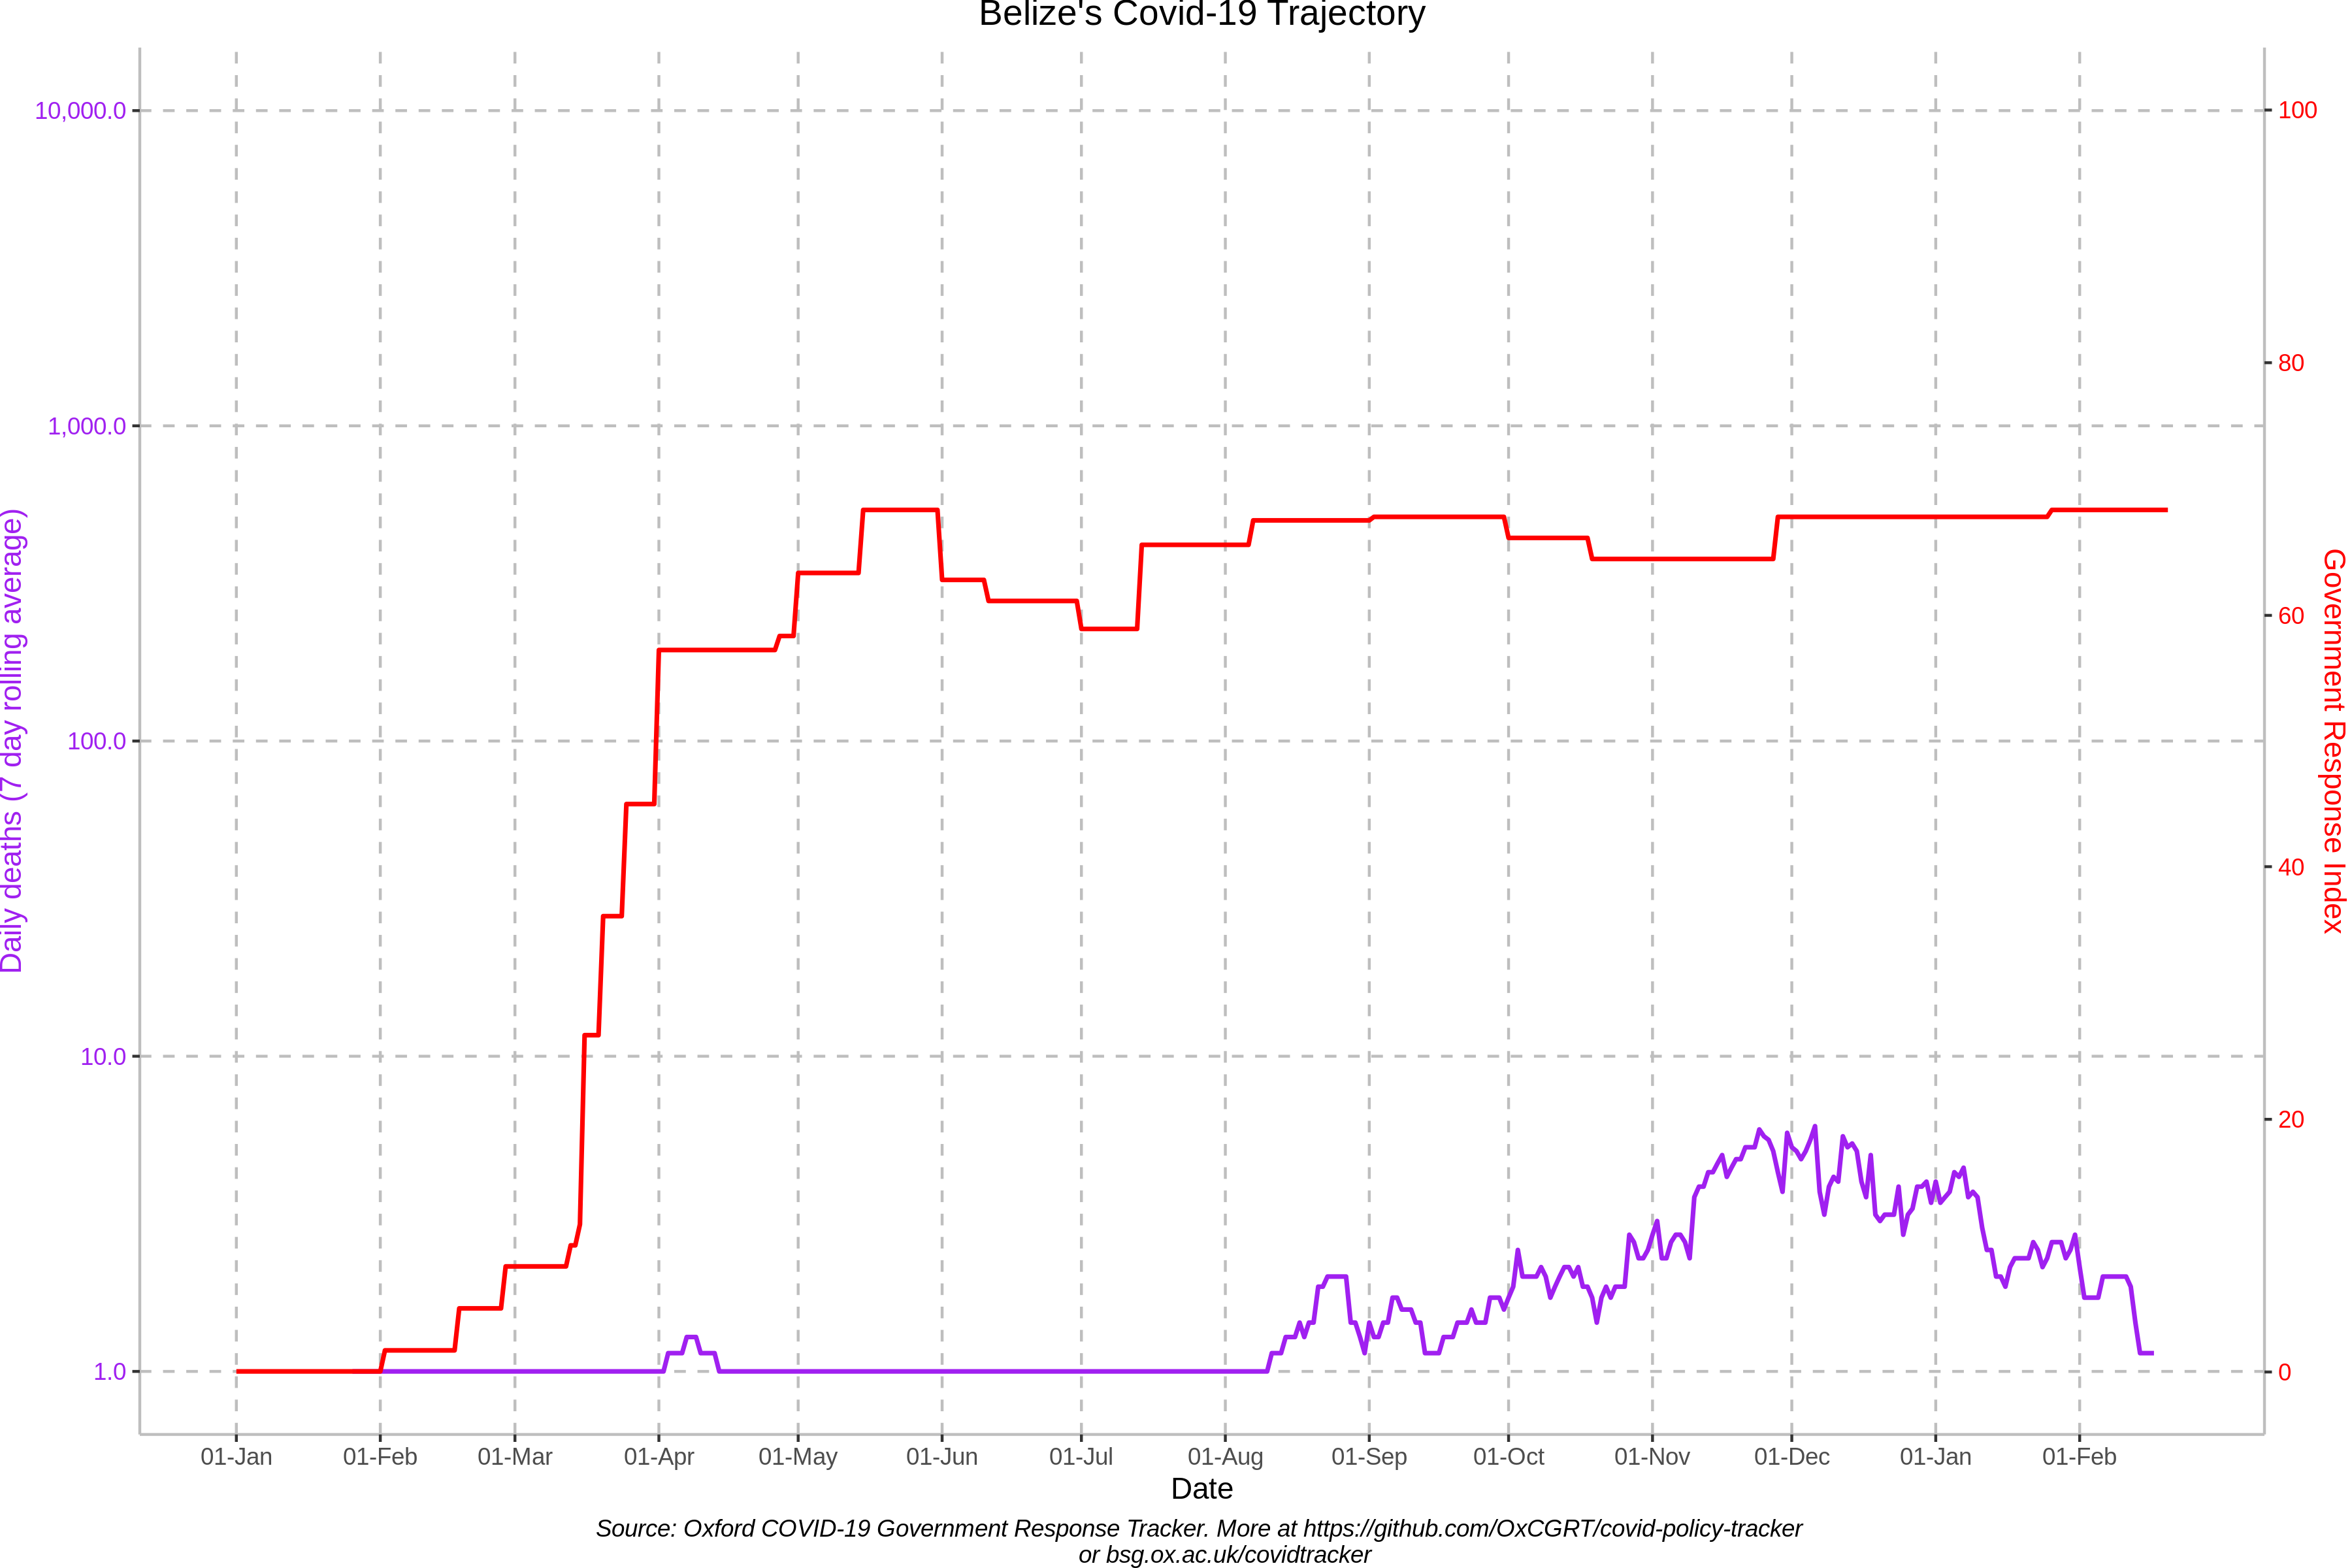 Belize's Covid-19 Trajectory
Daily deaths (7 day rolling average)
10,000.0
1,000.0
100.0
10.0
1.0
100
80
60
40
20
0
Government Response Index
01-Jan 01-Feb 01-Mar 01-Apr 01-May 01-Jun 01-Jul 01-Aug 01-Sep 01-Oct 01-Nov 01-Dec 01-Jan 01-Feb
Date
Source: Oxford COVID-19 Government Response Tracker. More at https://github.com/OxCGRT/covid-policy-tracker
or bsg.ox.ac.uk/covidtracker